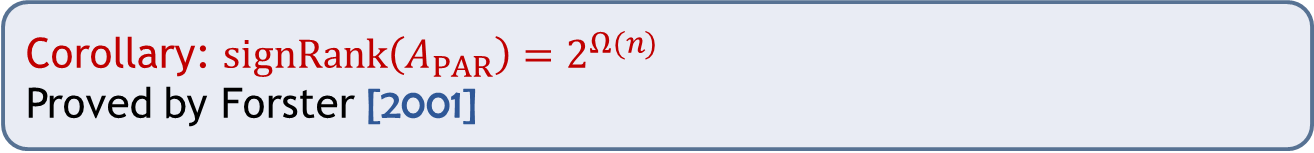 Corollary: signRank(A_PAR) = 2^Ω(n)
Proved by Forster [2001]